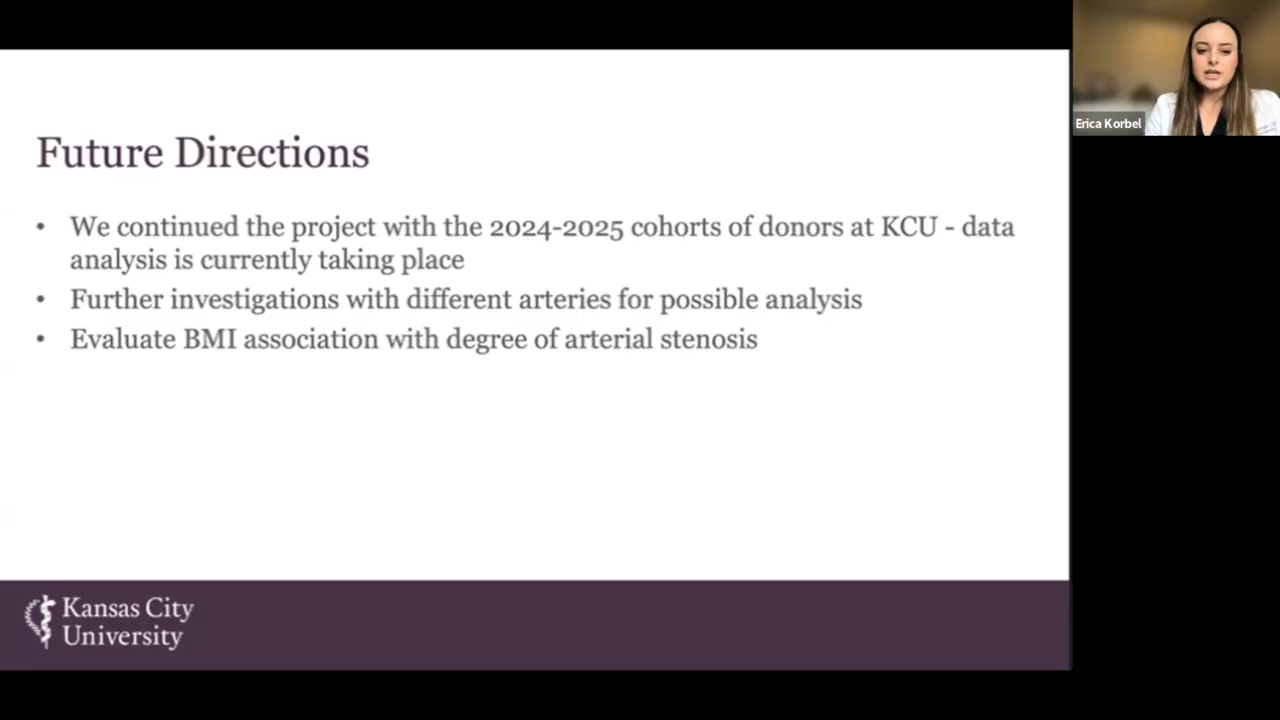 Erica Korbel
Future Directions
• We continued the project with the 2024-2025 cohorts of donors at KCU - data
analysis is currently taking place
• Further investigations with different arteries for possible analysis
• Evaluate BMI association with degree of arterial stenosis
Kansas City
University